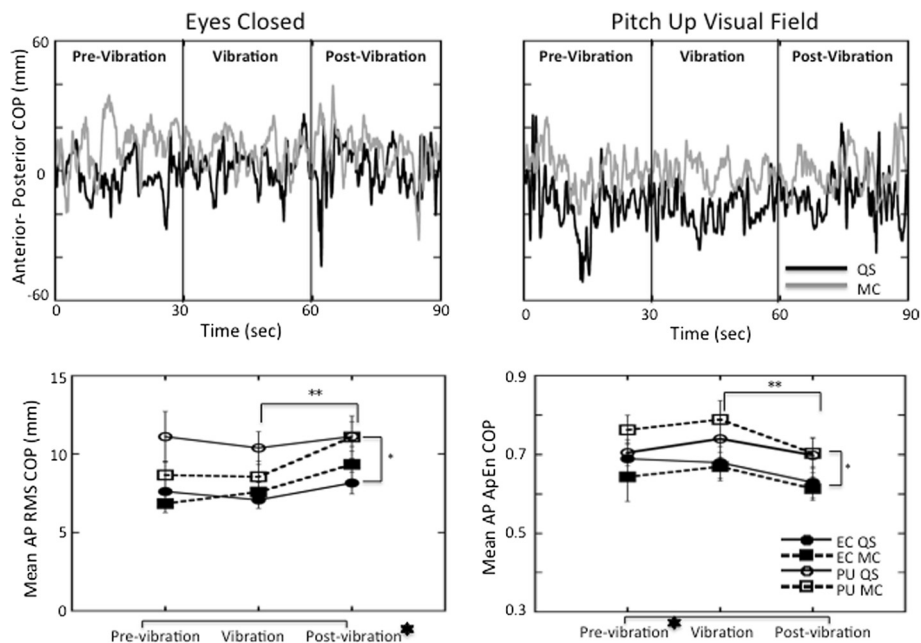 Eyes Closed
Pitch Up Visual Field
Anterior- Posterior COP (mm)
60
0
-60
Pre-Vibration
Vibration
Post-Vibration
0
30
60
90
Time (sec)
Pre-Vibration
Vibration
Post-Vibration
QS
MC
0
30
60
90
Time (sec)
Mean AP RMS COP (mm)
15
10
5
0
**
*
Pre-vibration
Vibration
Post-vibration
Mean AP ApEn COP
0.9
0.7
0.5
0.3
**
*
EC QS
EC MC
PU QS
PU MC
Pre-vibration
Vibration
Post-vibration